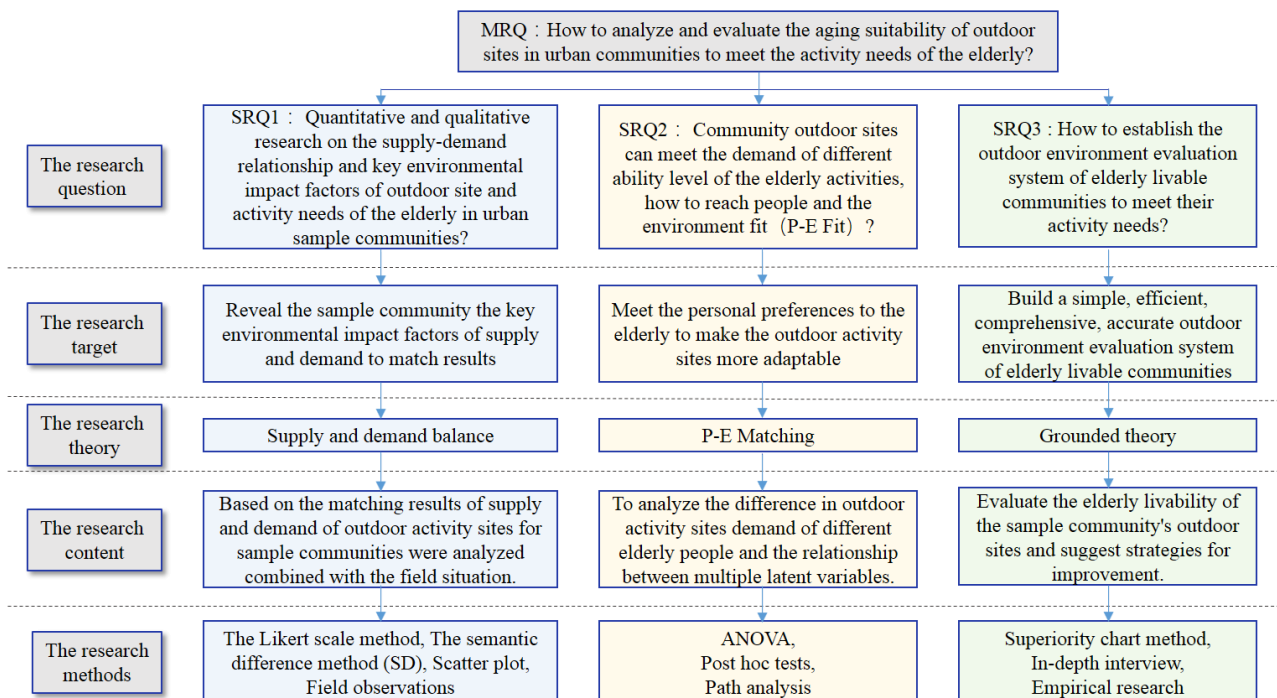 MRQ：How to analyze and evaluate the aging suitability of outdoor
sites in urban communities to meet the activity needs of the elderly?
The research
question
SRQ1： Quantitative and qualitative
research on the supply-demand
relationship and key environmental
impact factors of outdoor site and
activity needs of the elderly in urban
sample communities?
SRQ2： Community outdoor sites
can meet the demand of different
ability level of the elderly activities,
how to reach people and the
environment fit（P-E Fit）?
SRQ3 : How to establish the
outdoor environment evaluation
system of elderly livable
communities to meet their
activity needs?
The research
target
Reveal the sample community the key
environmental impact factors of supply
and demand to match results
Meet the personal preferences to the
elderly to make the outdoor activity
sites more adaptable
Build a simple, efficient,
comprehensive, accurate outdoor
environment evaluation system
of elderly livable communities
The research
theory
Supply and demand balance
P-E Matching
Grounded theory
The research
content
Based on the matching results of supply
and demand of outdoor activity sites for
sample communities were analyzed
combined with the field situation.
To analyze the difference in outdoor
activity sites demand of different
elderly people and the relationship
between multiple latent variables.
Evaluate the elderly livability of
the sample community's outdoor
sites and suggest strategies for
improvement.
The research
methods
The Likert scale method, The semantic
difference method (SD), Scatter plot,
Field observations
ANOVA,
Post hoc tests,
Path analysis
Superiority chart method,
In-depth interview,
Empirical research